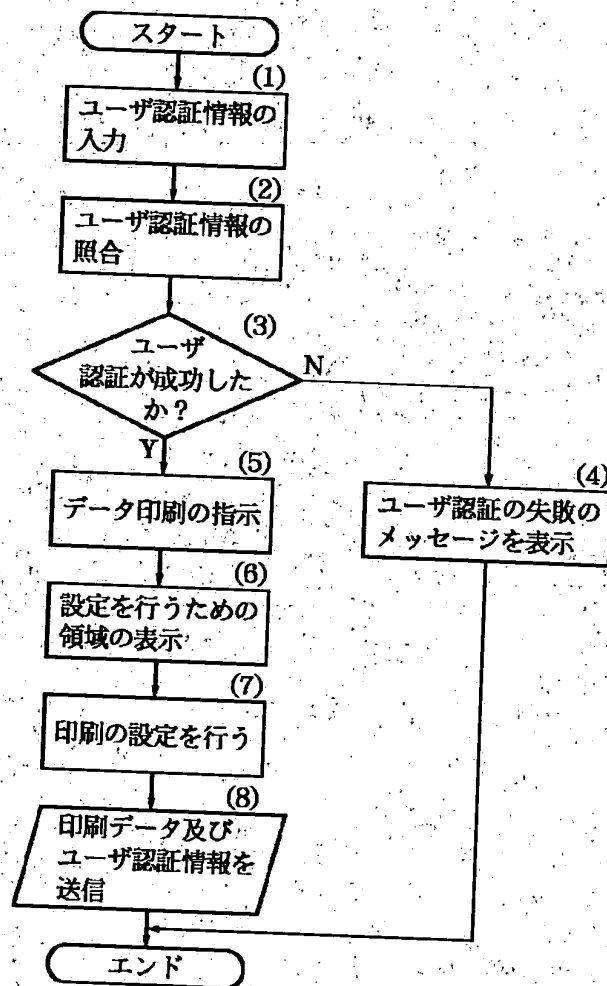 スタート
(1)
ユーザ認証情報の
入力
(2)
ユーザ認証情報の
照合
(3)
ユーザ
認証が成功した
か?
N
Y
(4)
ユーザ認証の失敗の
メッセージを表示
(5)
データ印刷の指示
(6)
設定を行うための
領域の表示
(7)
印刷の設定を行う
(8)
印刷データ及び
ユーザ認証情報を
送信
エンド